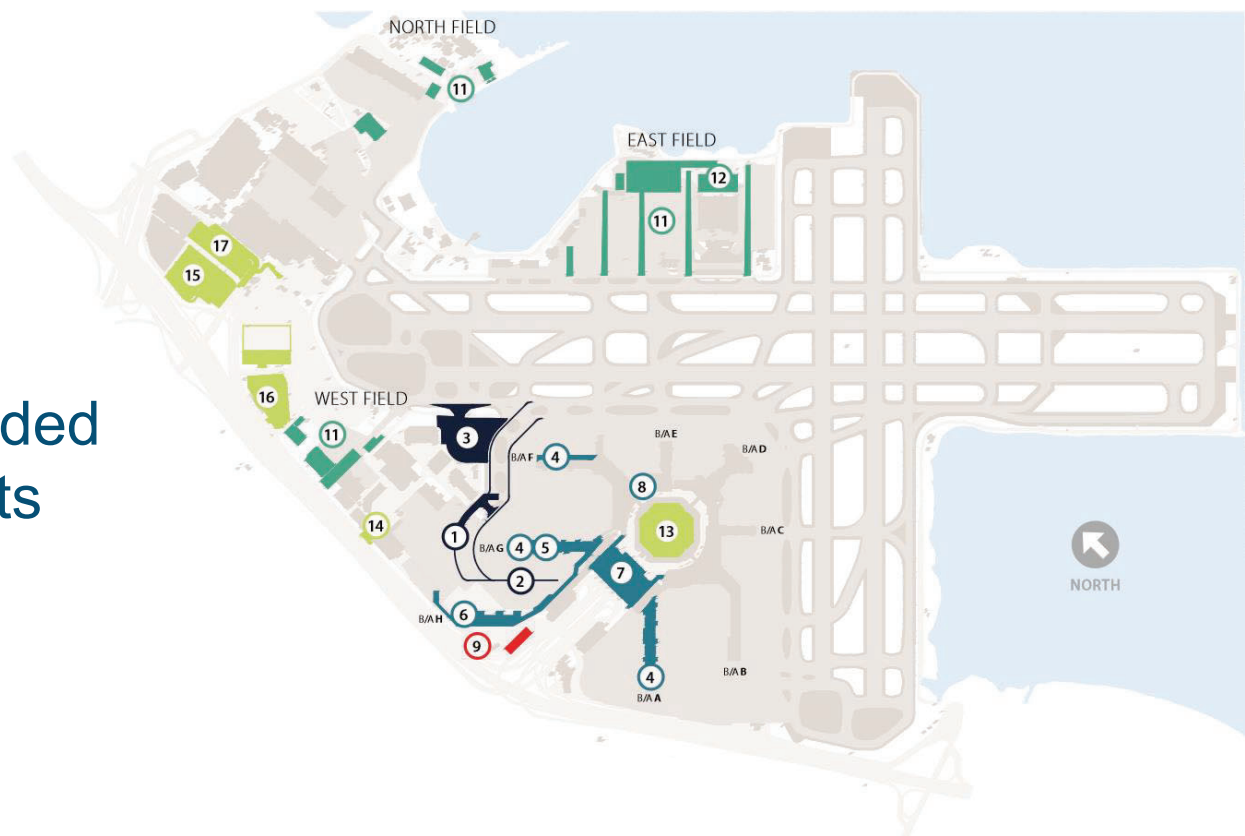 NORTH FIELD
11
EAST FIELD
12
11
17
15
16
WEST FIELD
11
3
B/A F
4
B/A E
B/A D
8
14
1
B/A G
4
5
13
B/A C
2
7
B/A H
6
9
4
B/A A
B/A B
NORTH
ded
ts